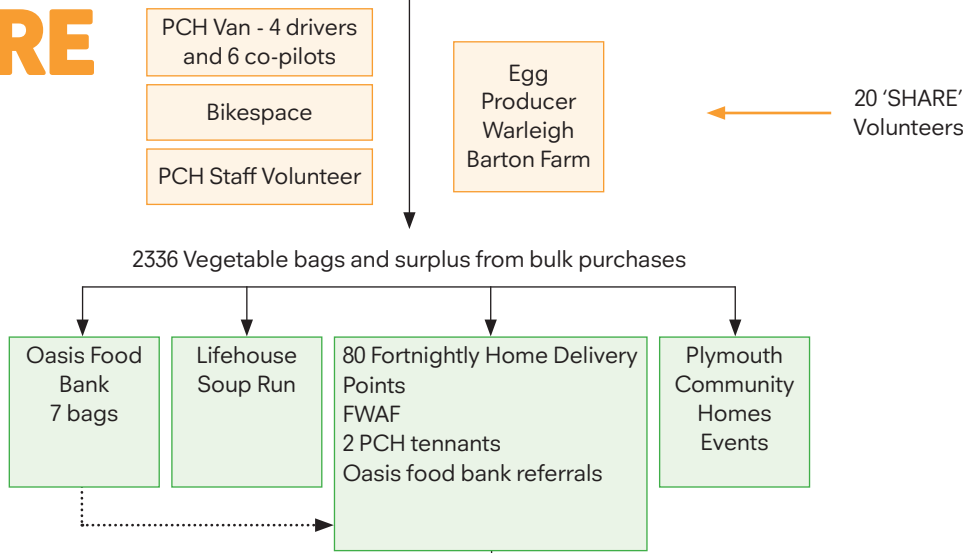 RE
PCH Van - 4 drivers
and 6 co-pilots
Bikespace
PCH Staff Volunteer
Egg
Producer
Warleigh
Barton Farm
20 ‘SHARE’
Volunteers
2336 Vegetable bags and surplus from bulk purchases
Oasis Food
Bank
7 bags
Lifehouse
Soup Run
80 Fortnightly Home Delivery
Points
FWAF
2 PCH tennants
Oasis food bank referrals
Plymouth
Community
Homes
Events